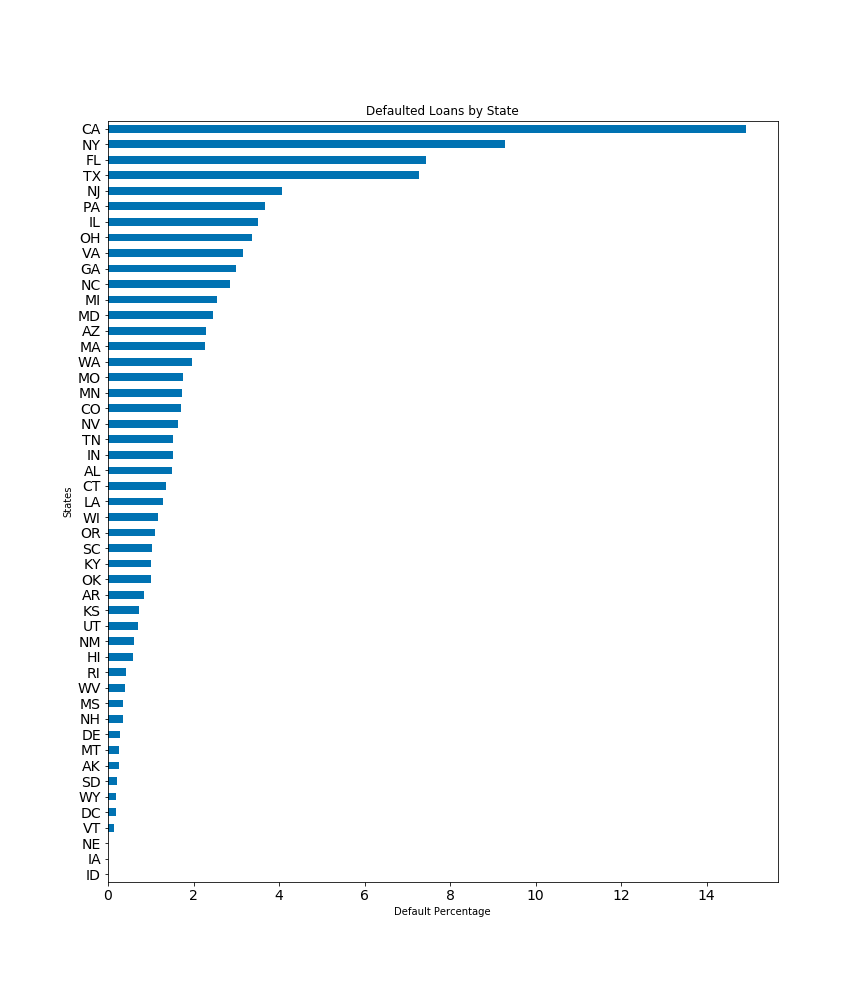 Defaulted Loans by State
CA
NY
FL
TX
NJ
PA
IL
OH
VA
GA
NC
MI
MD
AZ
MA
WA
MO
MN
CO
NV
TN
IN
AL
CT
LA
WI
OR
SC
KY
OK
AR
KS
UT
NM
HI
RI
WV
MS
NH
DE
MT
AK
SD
WY
DC
VT
NE
IA
ID
States
0 2 4 6 8 10 12 14
Default Percentage